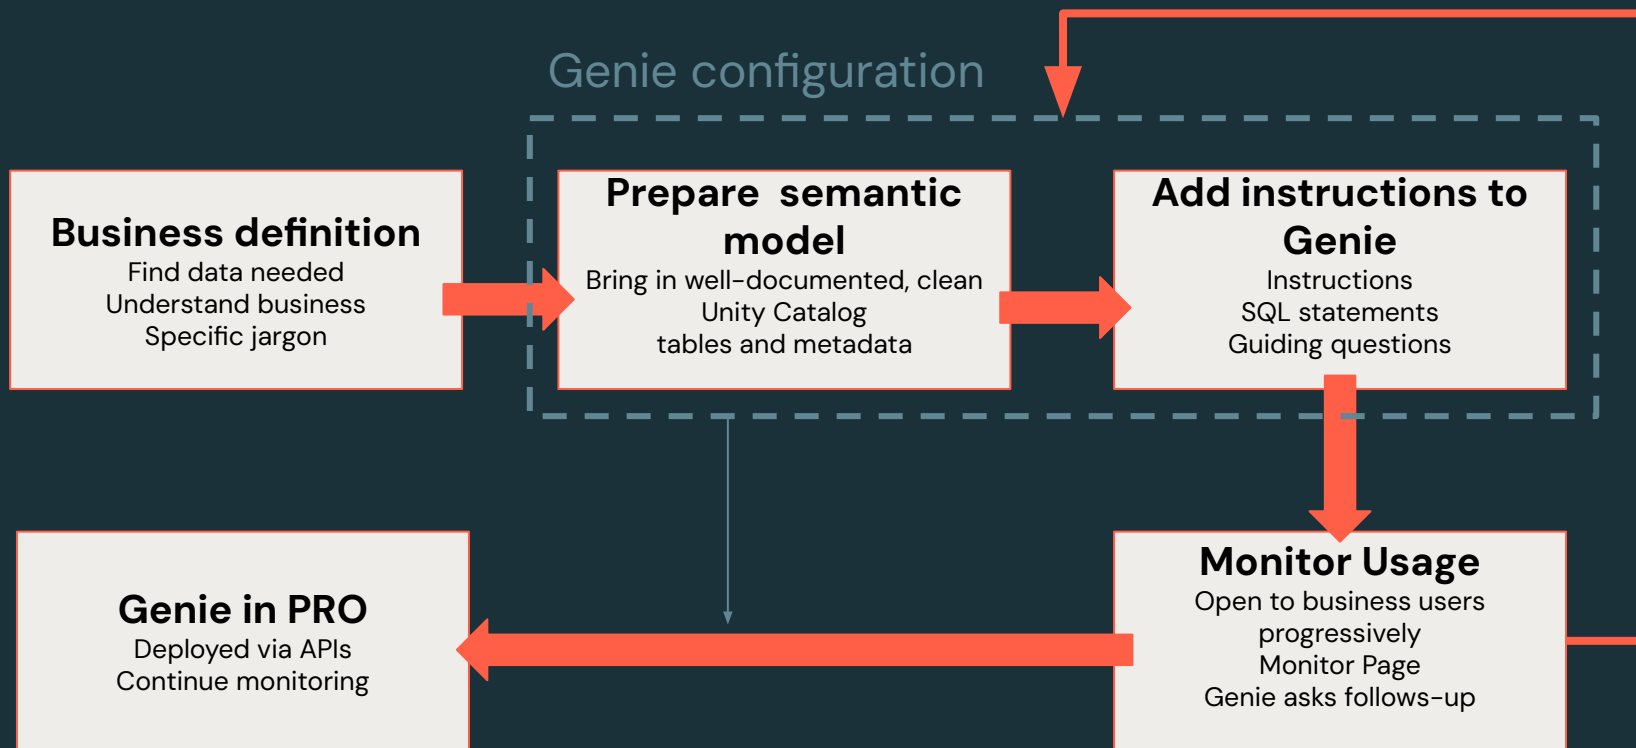 Genie configuration
Business definition
Find data needed
Understand business
Specific jargon
Prepare  semantic
model
Bring in well-documented, clean
Unity Catalog
tables and metadata
Add instructions to
Genie
Instructions
SQL statements
Guiding questions
Genie in PRO
Deployed via APIs
Continue monitoring
Monitor Usage
Open to business users
progressively
Monitor Page
Genie asks follows-up